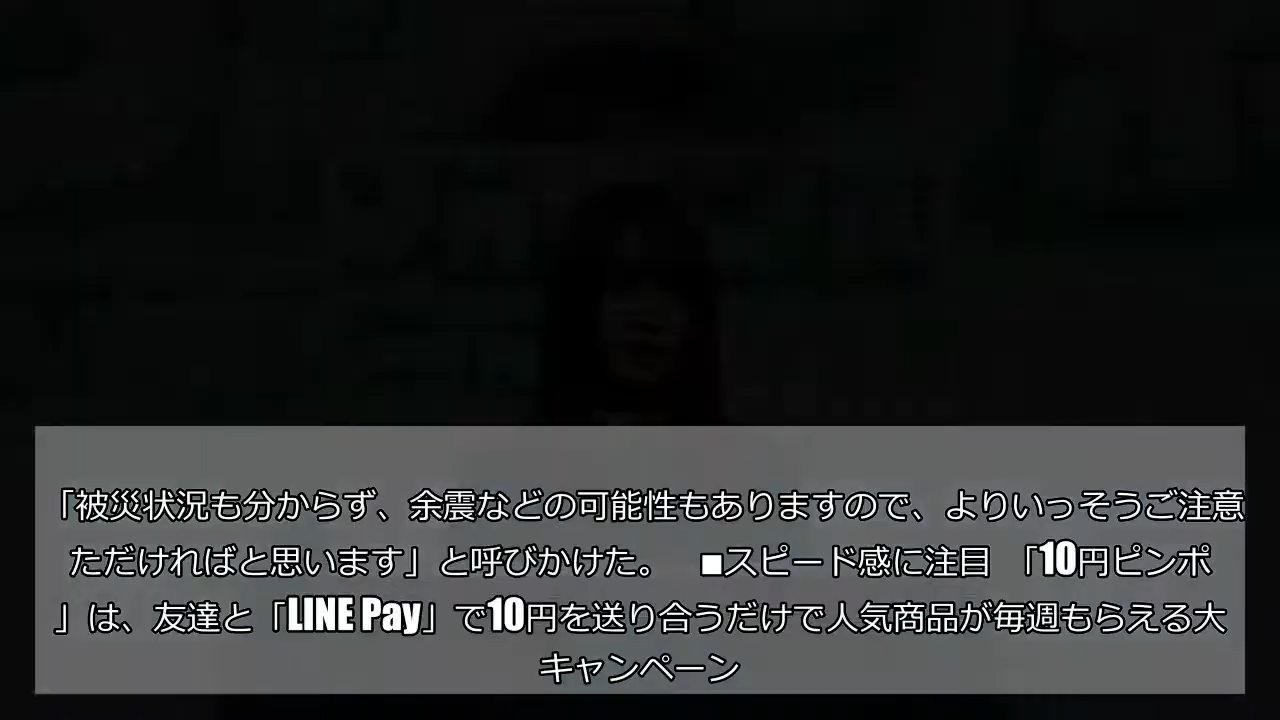 「被災状況も分からず、余震などの可能性もありますので、よりいっそうご注意
ただければと思います」と呼びかけた。　■スピード感に注目　「10円ピンポ
」は、友達と「LINE Pay」で10円を送り合うだけで人気商品が毎週もらえる大
キャンペーン